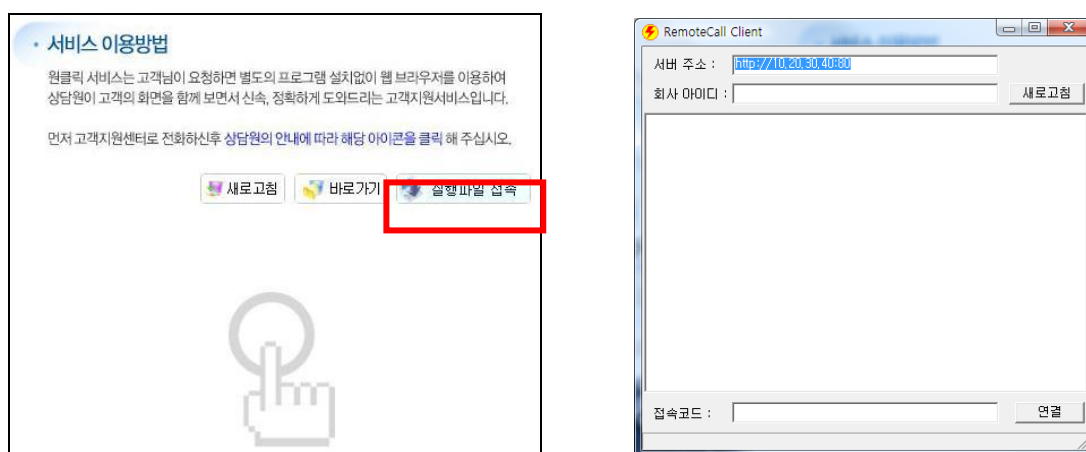 서비스 이용방법
원클릭 서비스는 고객님이 요청하면 별도의 프로그램 설치없이 웹 브라우저를 이용하여
상담원이 고객의 화면을 함께 보면서 신속, 정확하게 도와드리는 고객지원서비스입니다.
먼저 고객지원센터로 전화하신후 상담원의 안내에 따라 해당 아이콘을 클릭 해 주십시오.
새로고침 바로가기 실행파일 접속
RemoteCall Client
서버 주소 : http://10,20,30,40:80
회사 아이디 : 새로고침
접속코드 : 연결